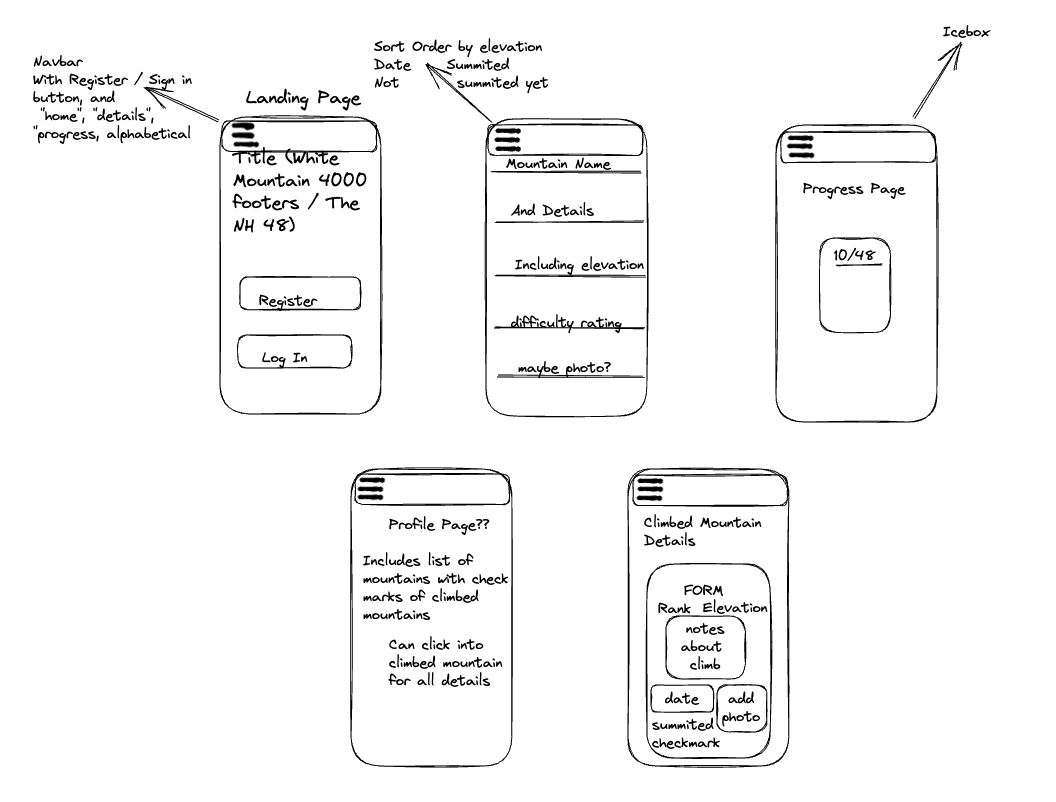 Navbar
With Register / Sign in
button, and
"home", "details",
"progress, alphabetical
Landing Page
Title (White
Mountain 4000
footers / The
NH 48)
Register
Log In
Sort Order by elevation
Date Summited
Not summited yet
Mountain Name
And Details
Including elevation
difficulty rating
maybe photo?
Icebox
Progress Page
10/48
Profile Page??
Includes list of
mountains with check
marks of climbed
mountains
Can click into
climbed mountain
for all details
Climbed Mountain
Details
FORM
Rank Elevation
notes
about
climb
date
add
photo
summited
checkmark